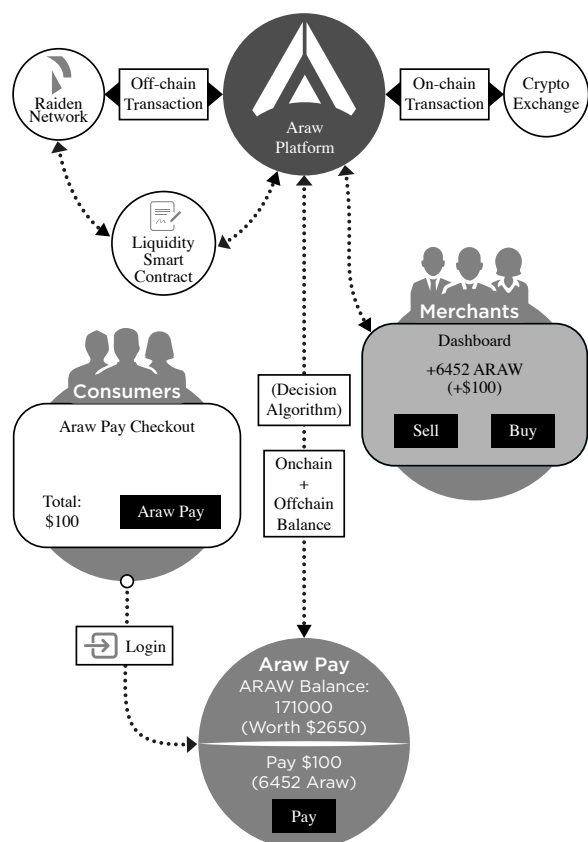 Raiden
Network
Off-chain
Transaction
Araw
Platform
On-chain
Transaction
Crypto
Exchange
Liquidity
Smart
Contract
Merchants
Dashboard
+6452 ARAW
(+$100)
Sell
Buy
Consumers
Araw Pay Checkout
Total:
$100
Araw Pay
(Decision
Algorithm)
Onchain
+
Offchain
Balance
Login
Araw Pay
ARAW Balance:
171000
(Worth $2650)
Pay $100
(6452 Araw)
Pay